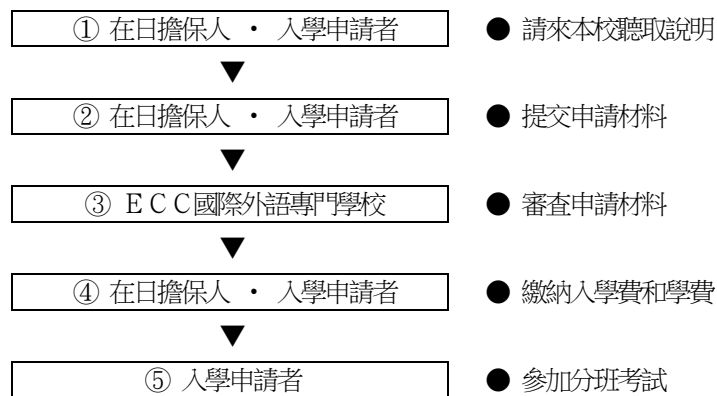 ① 在日擔保人 ・ 入學申請者 ● 請來本校聽取說明
▼
② 在日擔保人 ・ 入學申請者 ● 提交申請材料
▼
③ ＥＣＣ國際外語專門學校 ● 審查申請材料
▼
④ 在日擔保人 ・ 入學申請者 ● 繳納入學費和學費
▼
⑤ 入學申請者 ● 參加分班考試